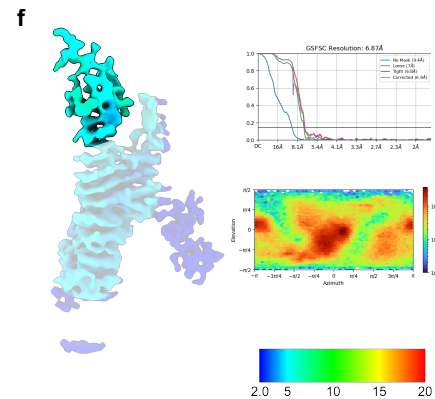 f
GSFSC Resolution: 6.87Å
1.0
0.8
0.6
0.4
0.2
0.0
No Mask (9.4Å)
Loose (7Å)
Tight (6.8Å)
Corrected (6.9Å)
DC 16Å 8.1Å 5.4Å 4.1Å 3.3Å 2.7Å 2.3Å 2Å
Elevation
π/2
π/4
0
−π/4
−π/2
−π −3π/4 −π/2 −π/4 0 π/4 π/2 3π/4 π
Azimuth
2.0 5 10 15 20